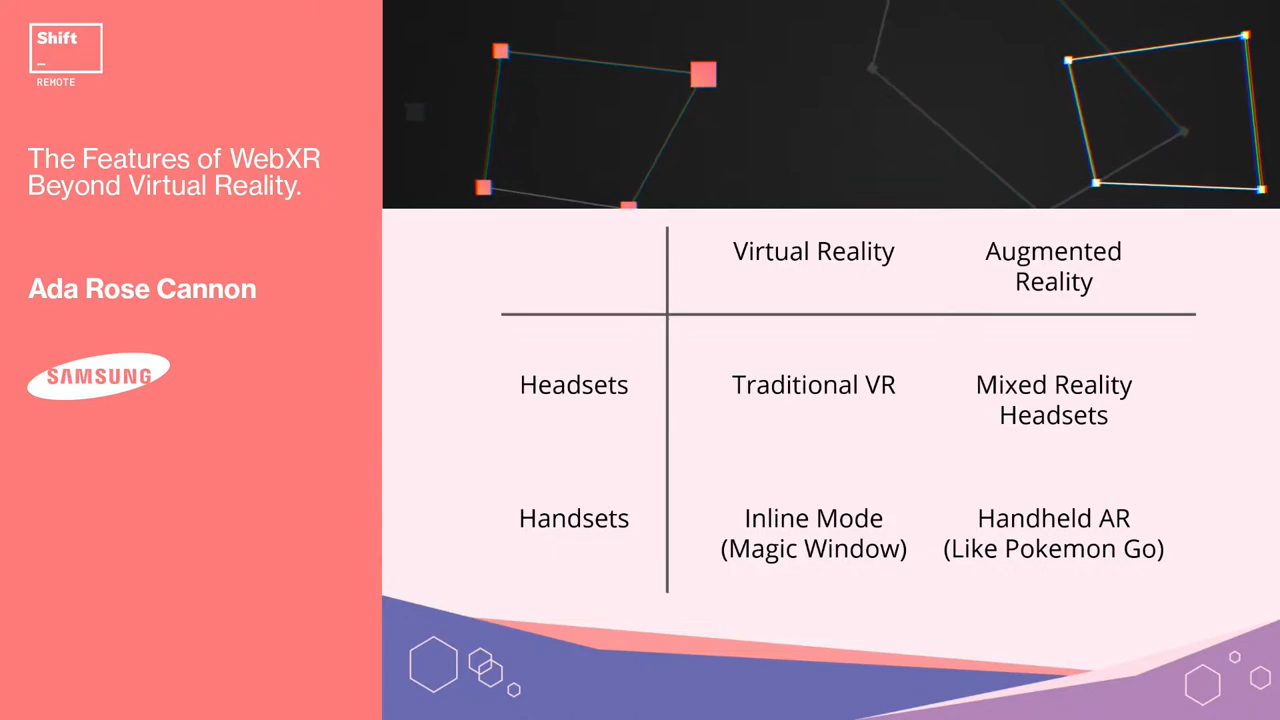 Shift
_
REMOTE
The Features of WebXR
Beyond Virtual Reality.
Ada Rose Cannon
SAMSUNG
Virtual Reality
Augmented
Reality
Headsets
Traditional VR
Mixed Reality
Headsets
Handsets
Inline Mode
(Magic Window)
Handheld AR
(Like Pokemon Go)